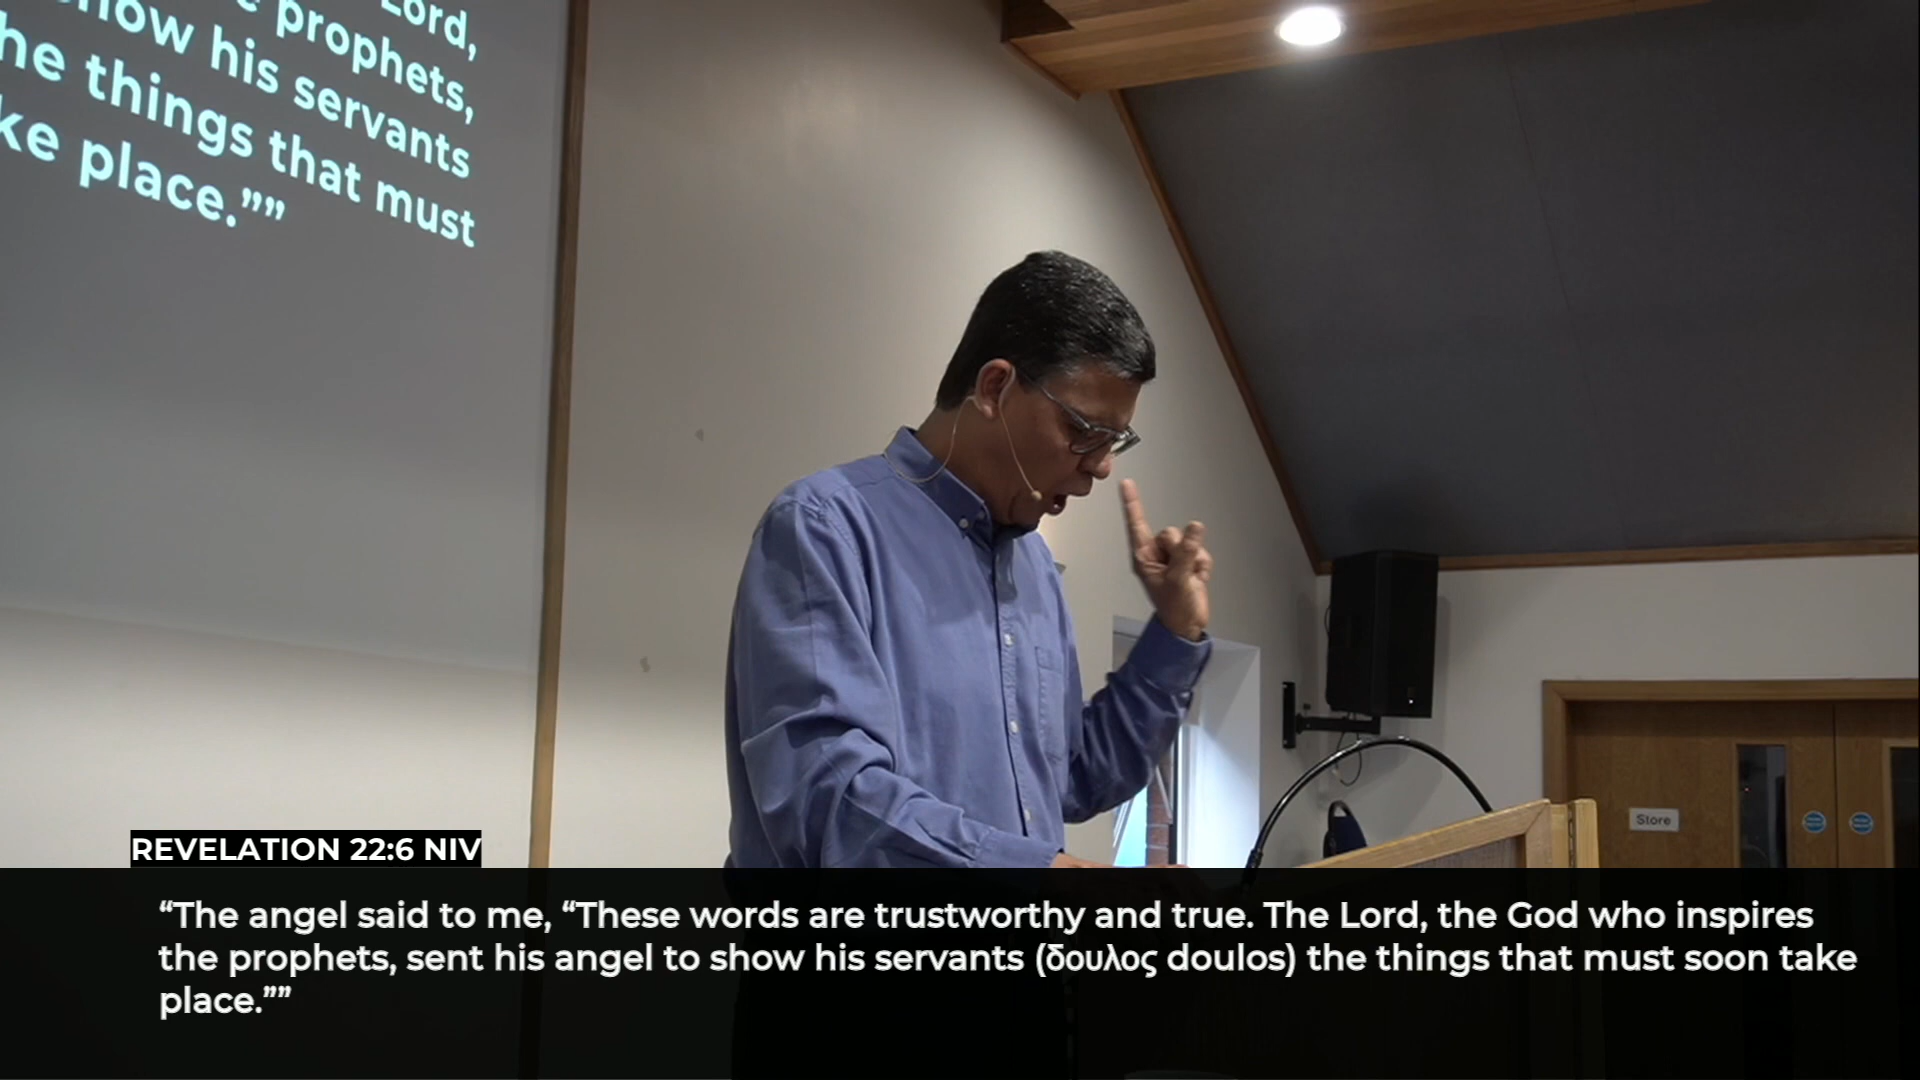 Lord,
prophets,
show his servants
he things that must
ke place.””
Store
REVELATION 22:6 NIV
“The angel said to me, “These words are trustworthy and true. The Lord, the God who inspires
the prophets, sent his angel to show his servants (δουλος doulos) the things that must soon take
place.””